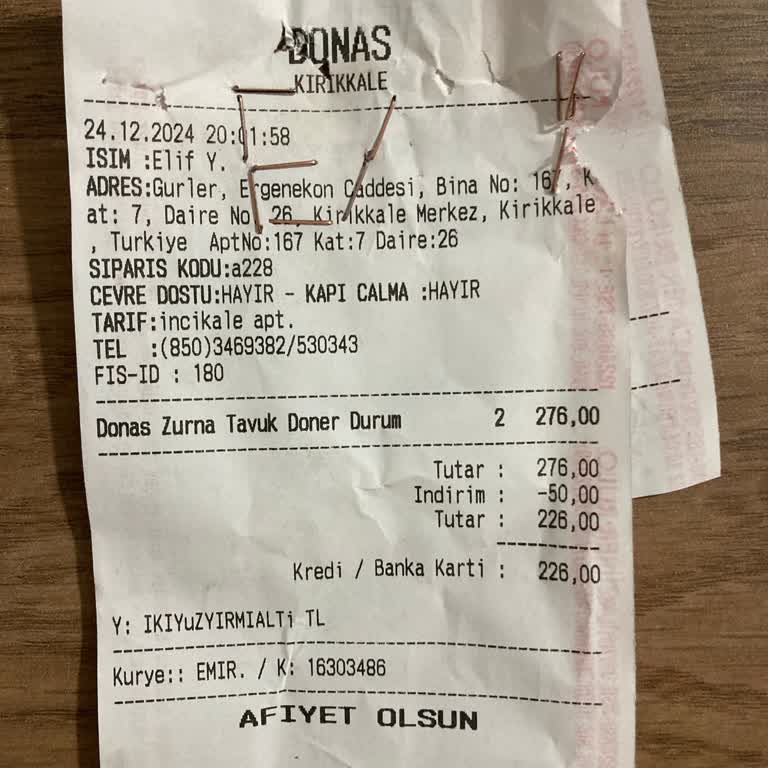 DONAS
KIRIKKALE
24.12.2024 20:01:58
ISIM :Elif Y.
ADRES:Gurler, Ergenekon Caddesi, Bina No: 167, K
at: 7, Daire No: 26, Kirikkale Merkez, Kirikkale
, Turkiye AptNo:167 Kat:7 Daire:26
SIPARIS KODU:a228
CEVRE DOSTU:HAYIR - KAPI CALMA :HAYIR
TARIF:incikale apt.
TEL :(850)3469382/530343
FIS-ID : 180
Donas Zurna Tavuk Doner Durum 2 276,00
Tutar : 276,00
Indirim : -50,00
Tutar : 226,00
Kredi / Banka Karti : 226,00
Y: IKIYuZYIRMIALTi TL
Kurye:: EMIR. / K: 16303486
AFIYET OLSUN